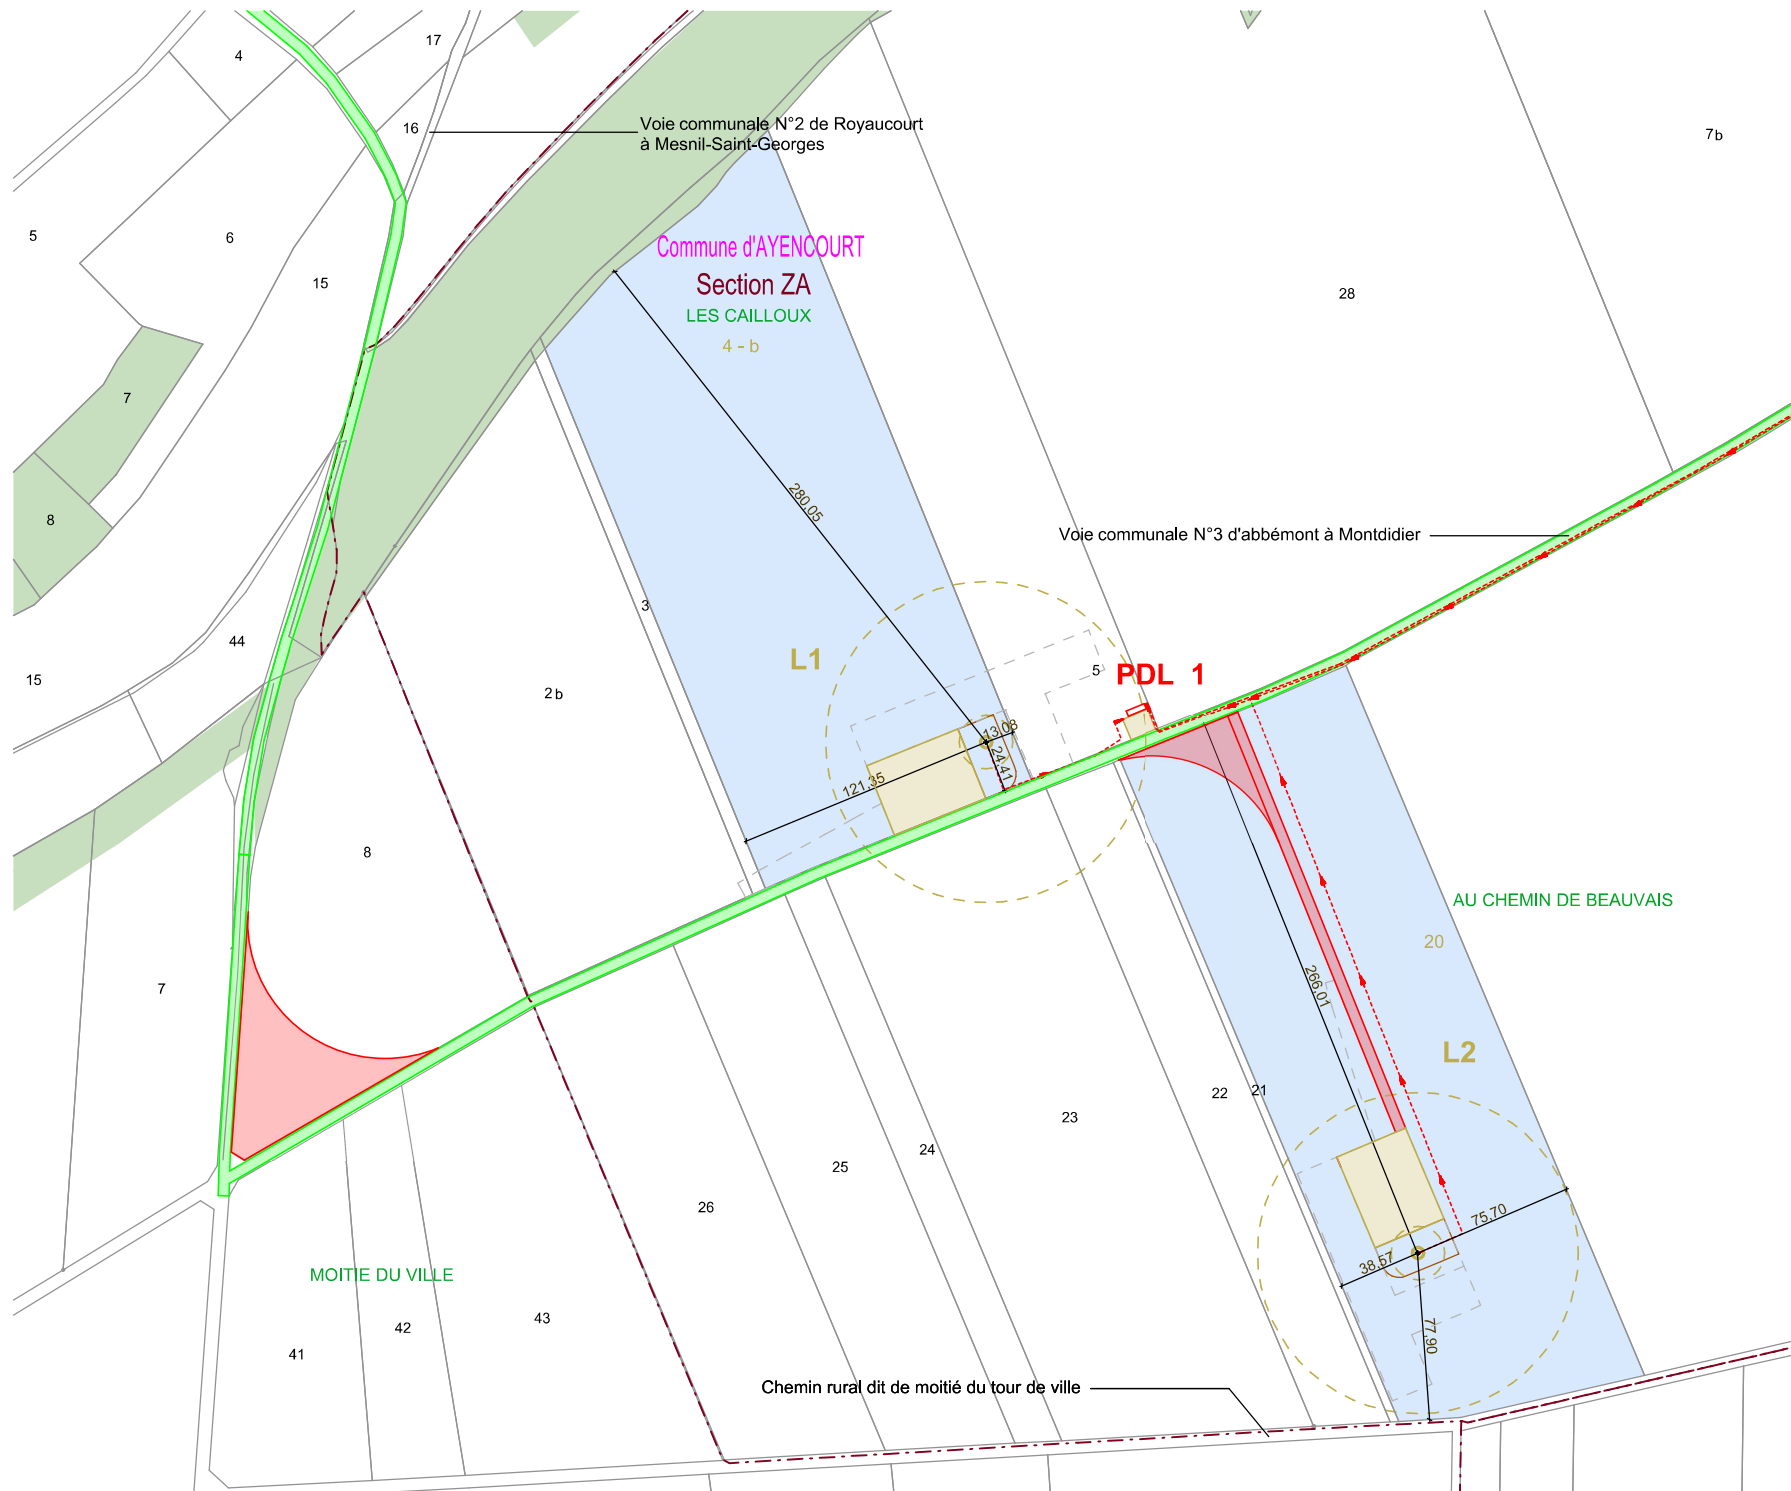 17
4
16
Voie communale N°2 de Royaucourt
à Mesnil-Saint-Georges
7b
5
6
15
Commune d'AYENCOURT
Section ZA
LES CAILLOUX
4 - b
28
7
8
280,05
Voie communale N°3 d'abbémont à Montdidier
3
44
15
L1
5
PDL 1
2b
13,08
24,41
121,35
8
AU CHEMIN DE BEAUVAIS
20
7
266,01
L2
22
21
23
24
25
26
75,70
38,57
MOITIE DU VILLE
43
42
41
77,90
Chemin rural dit de moitié du tour de ville